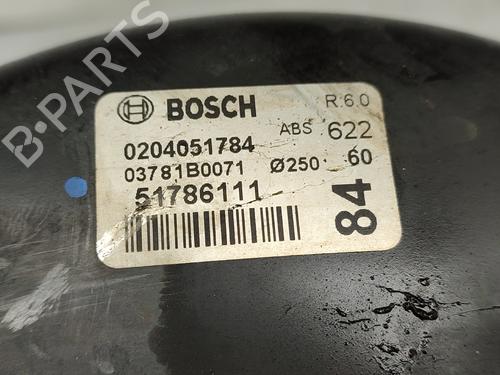 BOSCH R:6.0
0204051784 ABS 622
03781B0071 Ø250 60
51786111
84
B-PARTS